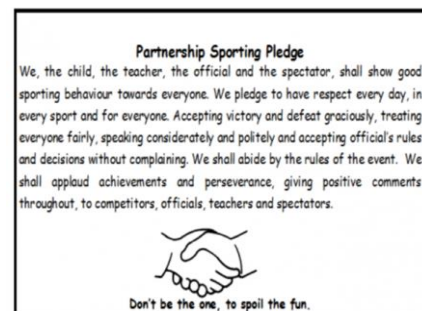 Partnership Sporting Pledge
We, the child, the teacher, the official and the spectator, shall show good
sporting behaviour towards everyone. We pledge to have respect every day, in
every sport and for everyone. Accepting victory and defeat graciously, treating
everyone fairly, speaking considerately and politely and accepting official's rules
and decisions without complaining. We shall abide by the rules of the event. We
shall applaud achievements and perseverance, giving positive comments
throughout, to competitors, officials, teachers and spectators.
Don't be the one, to spoil the fun.